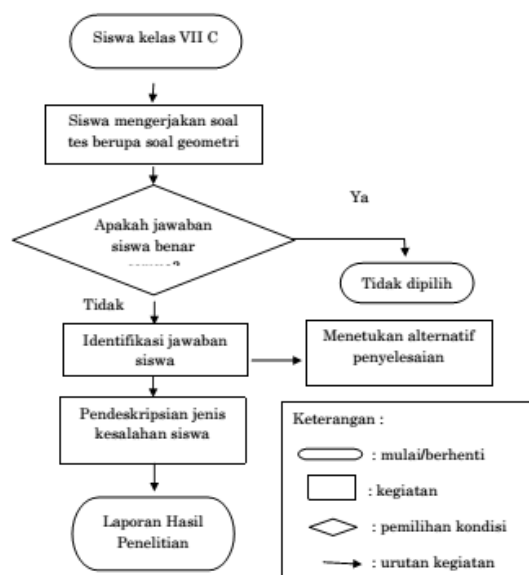 Siswa kelas VII C
Siswa mengerjakan soal
tes berupa soal geometri
Ya
Apakah jawaban
siswa benar
Tidak dipilih
Tidak
Identifikasi jawaban
siswa
Menetukan alternatif
penyelesaian
Pendeskripsian jenis
kesalahan siswa
Laporan Hasil
Penelitian
Keterangan :
: mulai/berhenti
: kegiatan
: pemilihan kondisi
: urutan kegiatan